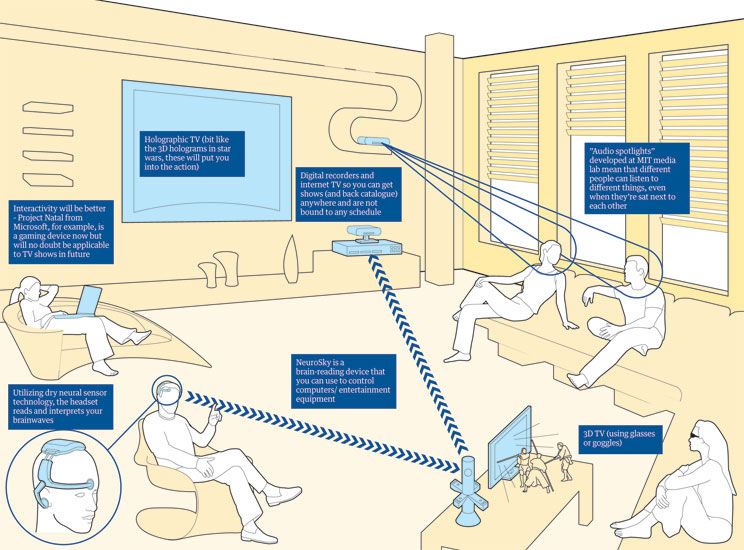 Holographic TV (bit like
the 3D holograms in star
wars, these will put you
into the action)
"Audio spotlights"
developed at MIT media
lab mean that different
people can listen to
different things, even
when they're sat next to
each other
Digital recorders and
internet TV so you can get
shows (and back catalogue)
anywhere and are not
bound to any schedule
Interactivity will be better
- Project Natal from
Microsoft, for example, is
a gaming device now but
will no doubt be applicable
to TV shows in future
NeuroSky is a
brain-reading device that
you can use to control
computers/ entertainment
equipment
Utilizing dry neural sensor
technology, the headset
reads and interprets your
brainwaves
3D TV (using glasses
or goggles)